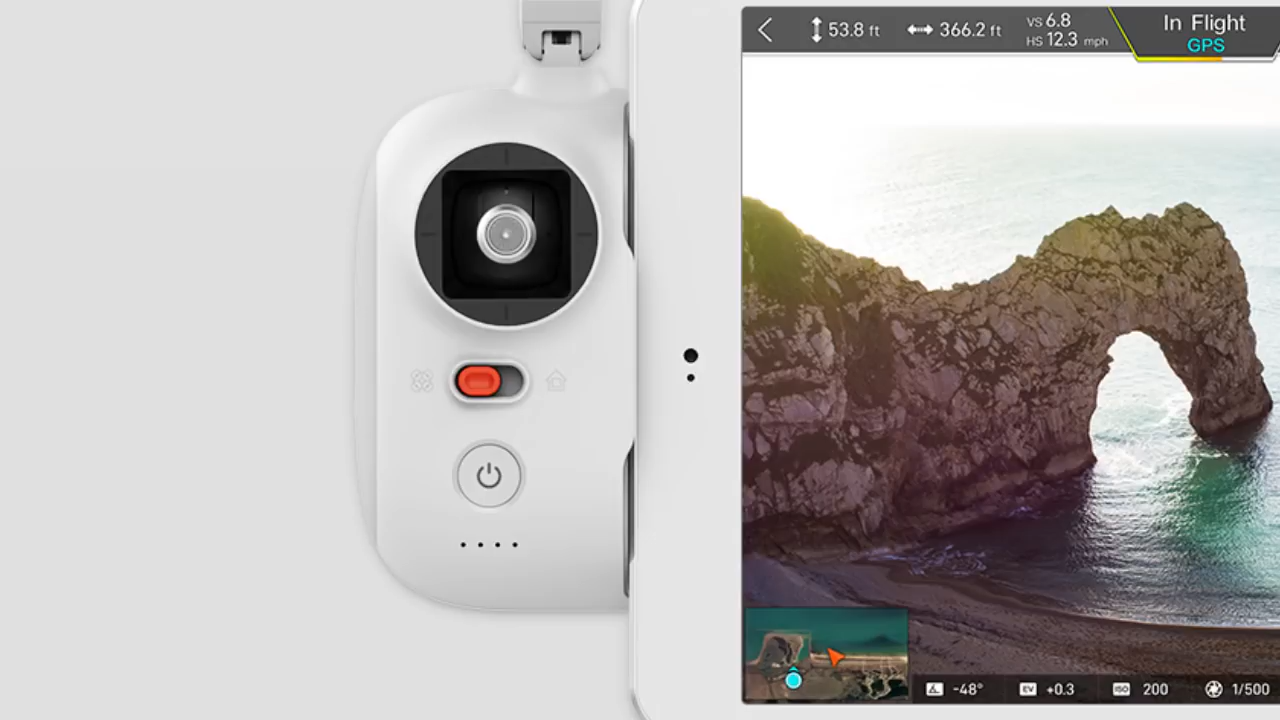 53.8 ft
366.2 ft
VS 6.8
HS 12.3 mph
In Flight
GPS
-48°
EV +0.3
ISO 200
1/500